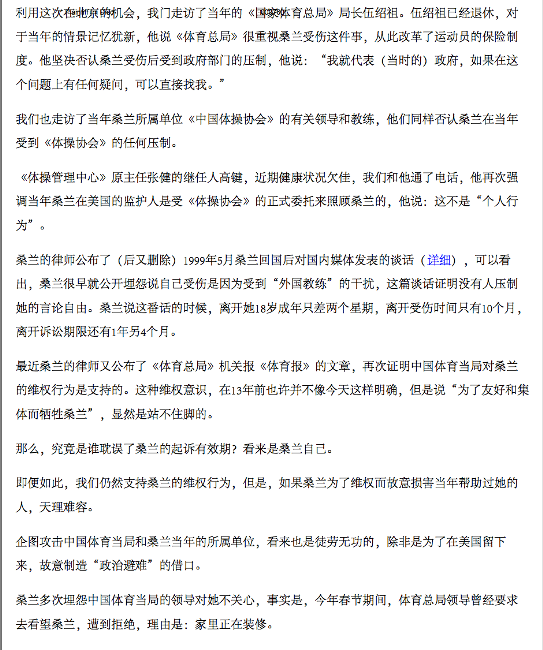 利用这次在北京的机会，我门走访了当年的《国家体育总局》局长伍绍祖。伍绍祖已经退休，对
于当年的情景记忆犹新，他说《体育总局》很重视桑兰受伤这件事，从此改革了运动员的保险制
度。他坚决否认桑兰受伤后受到政府部门的压制，他说：“我就代表（当时的）政府，如果在这
个问题上有任何疑问，可以直接找我。”
我们也走访了当年桑兰所属单位《中国体操协会》的有关领导和教练，他们同样否认桑兰在当年
受到《体操协会》的任何压制。
《体操管理中心》原主任张健的继任人高健，近期健康状况欠佳，我们和他通了电话，他再次强
调当年桑兰在美国的监护人是受《体操协会》的正式委托来照顾桑兰的，他说：这不是“个人行
为”。
桑兰的律师公布了（后又删除）1999年5月桑兰回国后对国内媒体发表的谈话（详细），可以看
出，桑兰很早就公开埋怨说自己受伤是因为受到“外国教练”的干扰，这篇谈话证明没有人压制
她的言论自由。桑兰说这番话的时候，离开她18岁成年只差两个星期，离开受伤时间只有10个月，
离开诉讼期限还有1年另4个月。
最近桑兰的律师又公布了《体育总局》机关报《体育报》的文章，再次证明中国体育当局对桑兰
的维权行为是支持的。这种维权意识，在13年前也许并不像今天这样明确，但是说“为了友好和集
体而牺牲桑兰”，显然是站不住脚的。
那么，究竟是谁耽误了桑兰的起诉有效期？看来是桑兰自己。
即便如此，我们仍然支持桑兰的维权行为，但是，如果桑兰为了维权而故意损害当年帮助过她的
人，天理难容。
企图攻击中国体育当局和桑兰当年的所属单位，看来也是徒劳无功的，除非是为了在美国留下
来，故意制造“政治避难”的借口。
桑兰多次埋怨中国体育当局的领导对她不关心，事实是，今年春节期间，体育总局领导曾经要求
去看望桑兰，遭到拒绝，理由是：家里正在装修。